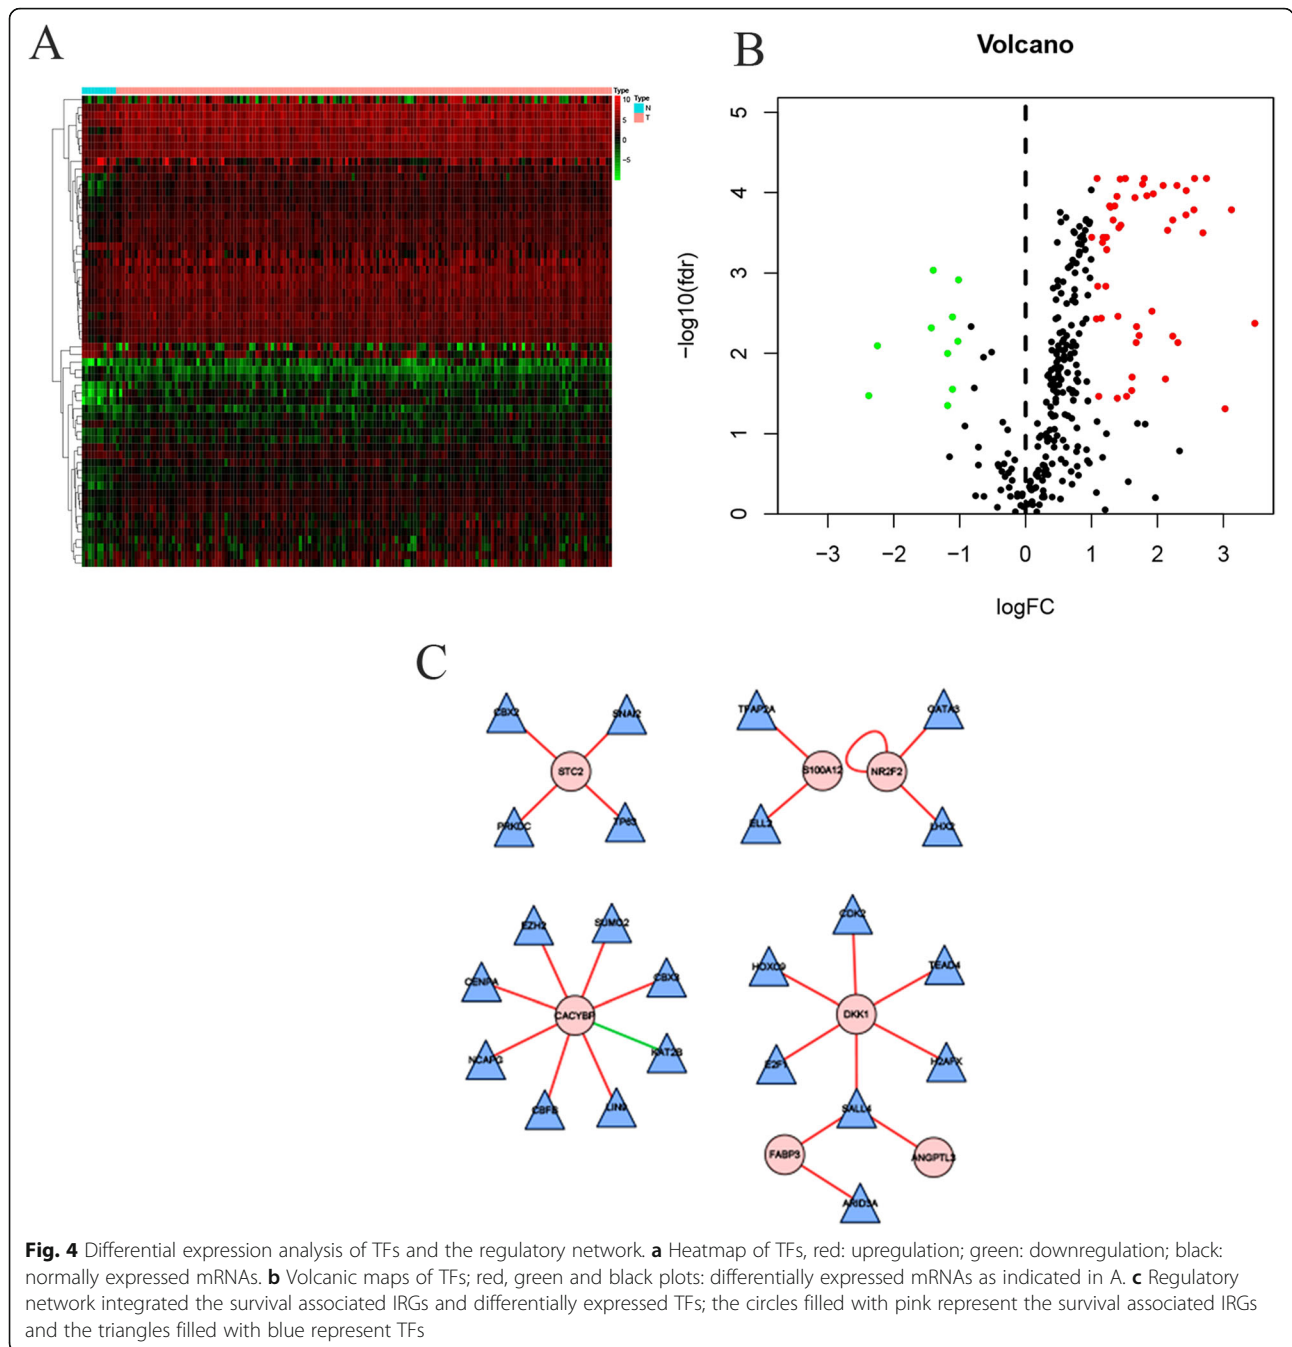 A
Type
10
5
0
−5
Type
N
T
B
Volcano
−log10(fdr)
5
4
3
2
1
0
−3 −2 −1 0 1 2 3
logFC
C
CBX2 SNAI2
STC2
PRKDC TP63
TFAP2A GATA3
S100A12 NR2F2
ELL2 LHX2
EZH2 SUMO2
CENPA CBX3
CACYBP
NCAPG KAT2B
CBFB LIN9
CDK2
HOXC9 TEAD4
DKK1
E2F1 H2AFX
SALL4
FABP3 ANGPTL3
ARID3A
Fig. 4 Differential expression analysis of TFs and the regulatory network. a Heatmap of TFs, red: upregulation; green: downregulation; black:
normally expressed mRNAs. b Volcanic maps of TFs; red, green and black plots: differentially expressed mRNAs as indicated in A. c Regulatory
network integrated the survival associated IRGs and differentially expressed TFs; the circles filled with pink represent the survival associated IRGs
and the triangles filled with blue represent TFs